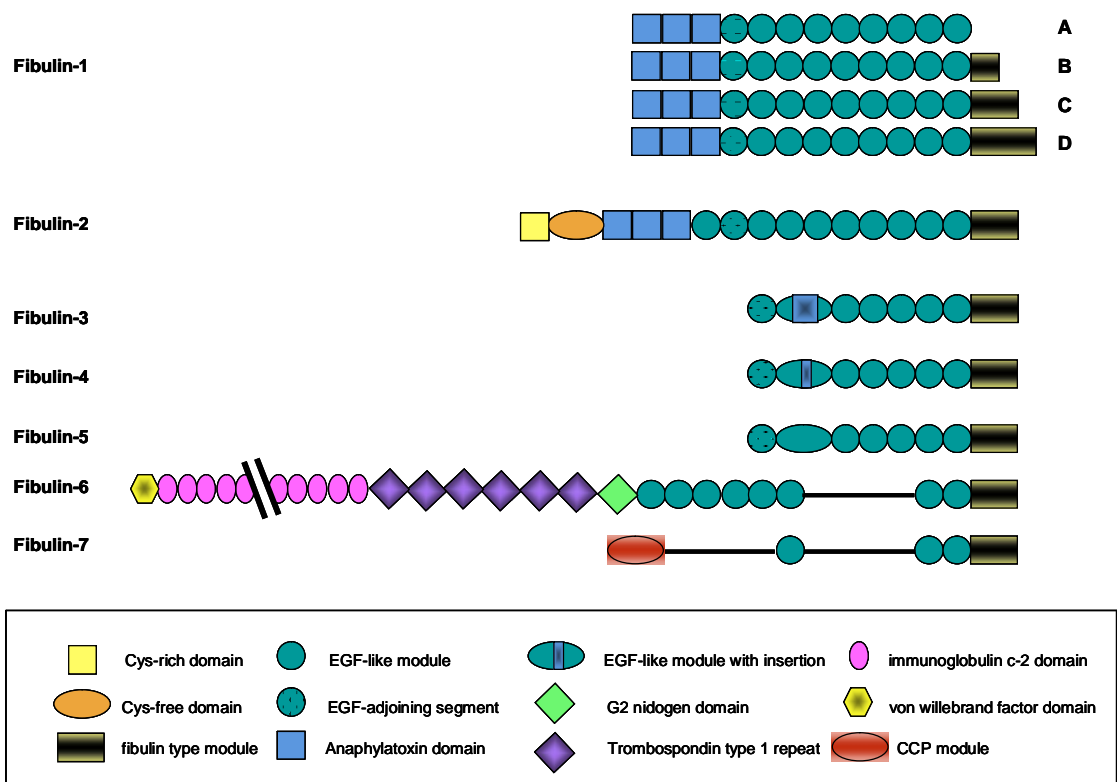 A
Fibulin-1
B
C
D
Fibulin-2
Fibulin-3
Fibulin-4
Fibulin-5
Fibulin-6
Fibulin-7
Cys-rich domain
EGF-like module
EGF-like module with insertion
immunoglobulin c-2 domain
Cys-free domain
EGF-adjoining segment
G2 nidogen domain
von willebrand factor domain
fibulin type module
Anaphylatoxin domain
Trombospondin type 1 repeat
CCP module